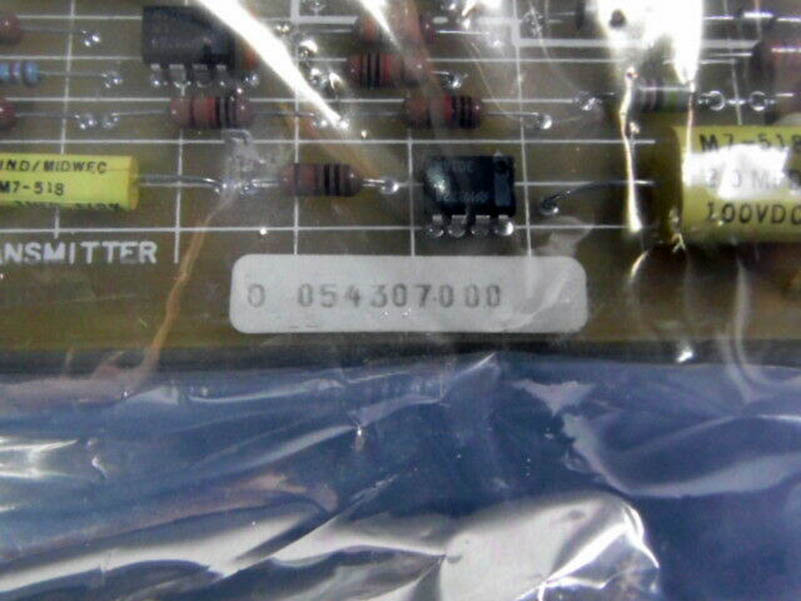 M7-518
100VDC
IND/MIDWEC
M7-518
ANSMITTER
0 054307000